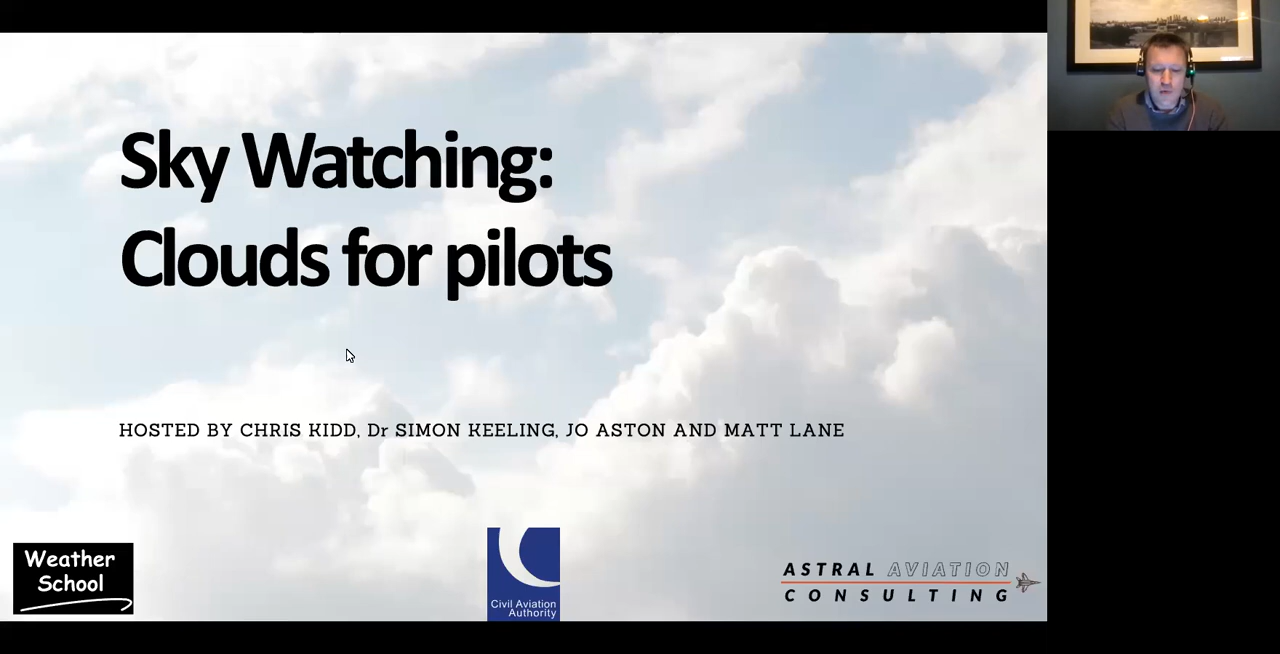 Sky Watching:
Clouds for pilots
HOSTED BY CHRIS KIDD, Dr SIMON KEELING, JO ASTON AND MATT LANE
Weather
School
Civil Aviation
Authority
ASTRAL AVIATION
CONSULTING